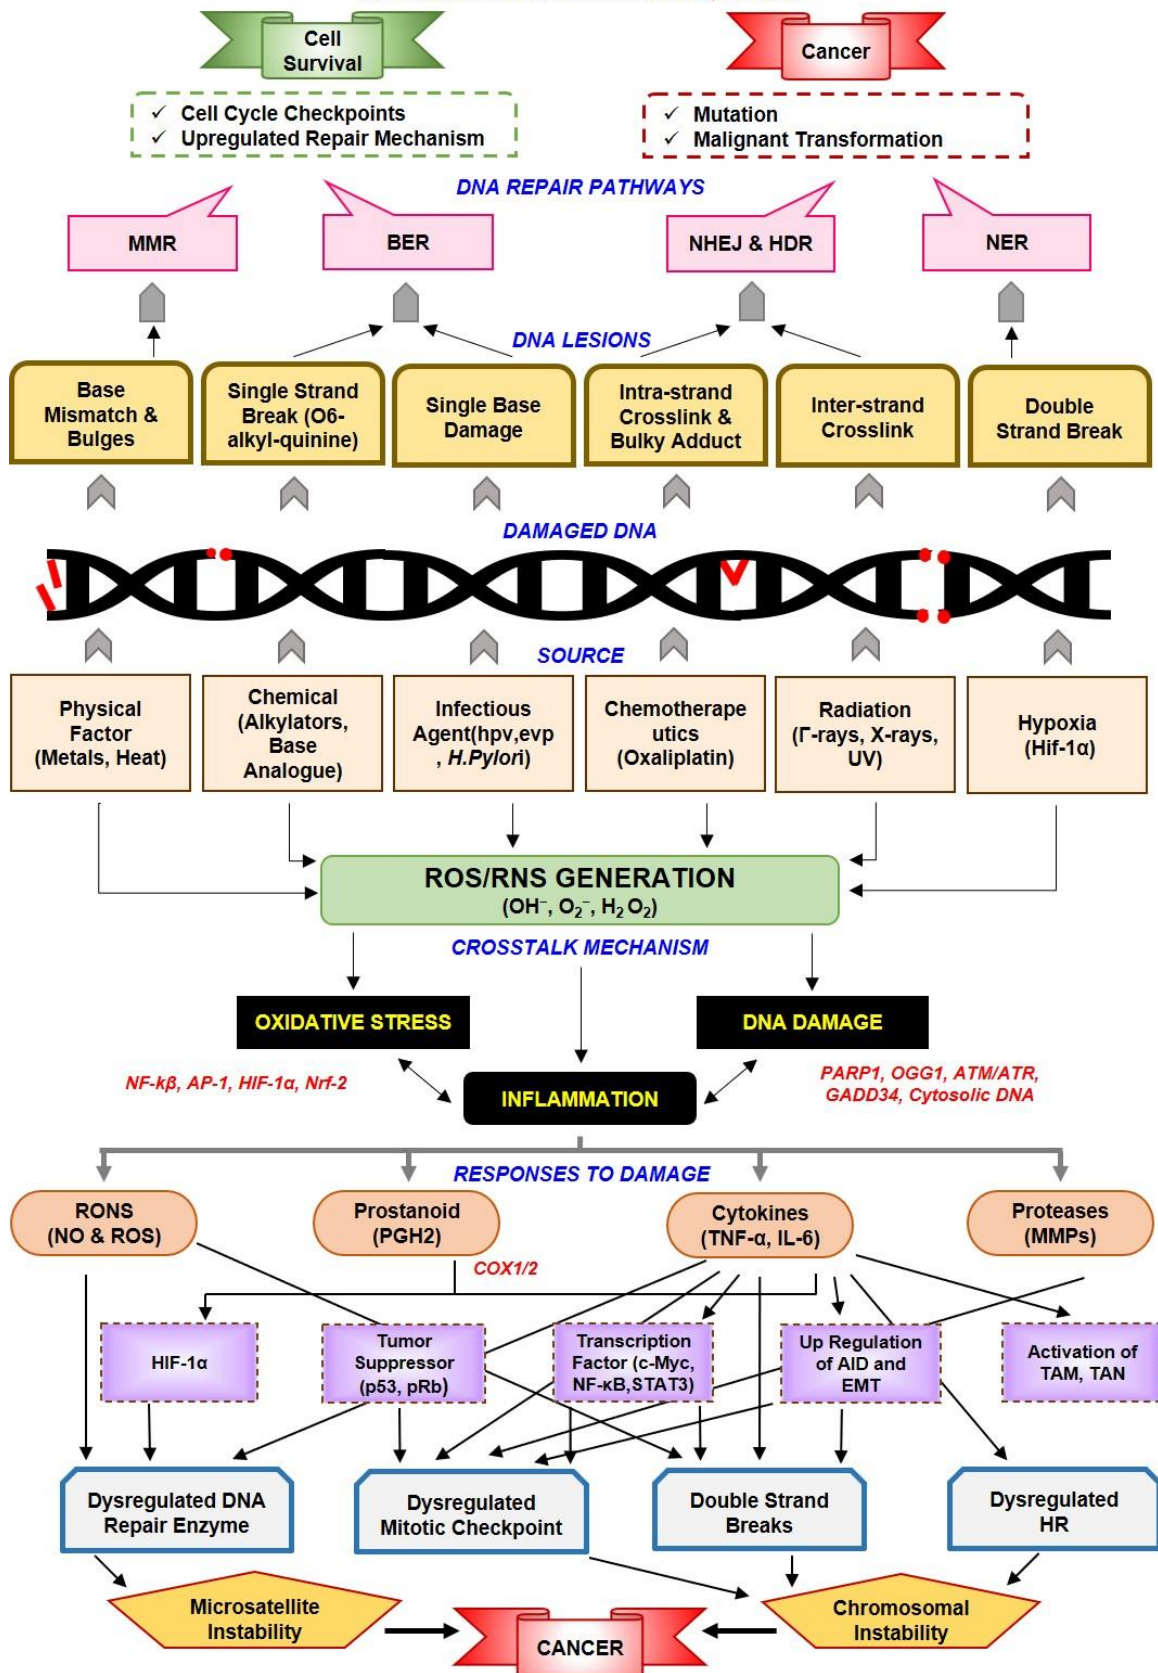 Cell
Survival
Cancer
✓ Cell Cycle Checkpoints
✓ Upregulated Repair Mechanism
✓ Mutation
✓ Malignant Transformation
DNA REPAIR PATHWAYS
MMR
BER
NHEJ & HDR
NER
DNA LESIONS
Base
Mismatch &
Bulges
Single Strand
Break (O6-
alkyl-quinine)
Single Base
Damage
Intra-strand
Crosslink &
Bulky Adduct
Inter-strand
Crosslink
Double
Strand Break
DAMAGED DNA
SOURCE
Physical
Factor
(Metals, Heat)
Chemical
(Alkylators,
Base
Analogue)
Infectious
Agent(hpv,evp
, H.Pylori)
Chemotherape
utics
(Oxaliplatin)
Radiation
(Γ-rays, X-rays,
UV)
Hypoxia
(Hif-1α)
ROS/RNS GENERATION
(OH⁻, O₂⁻, H₂O₂)
CROSSTALK MECHANISM
OXIDATIVE STRESS
DNA DAMAGE
NF-kβ, AP-1, HIF-1α, Nrf-2
INFLAMMATION
PARP1, OGG1, ATM/ATR,
GADD34, Cytosolic DNA
RESPONSES TO DAMAGE
RONS
(NO & ROS)
Prostanoid
(PGH2)
Cytokines
(TNF-α, IL-6)
Proteases
(MMPs)
COX1/2
HIF-1α
Tumor
Suppressor
(p53, pRb)
Transcription
Factor (c-Myc,
NF-κB,STAT3)
Up Regulation
of AID and
EMT
Activation of
TAM, TAN
Dysregulated DNA
Repair Enzyme
Dysregulated
Mitotic Checkpoint
Double Strand
Breaks
Dysregulated
HR
Microsatellite
Instability
CANCER
Chromosomal
Instability